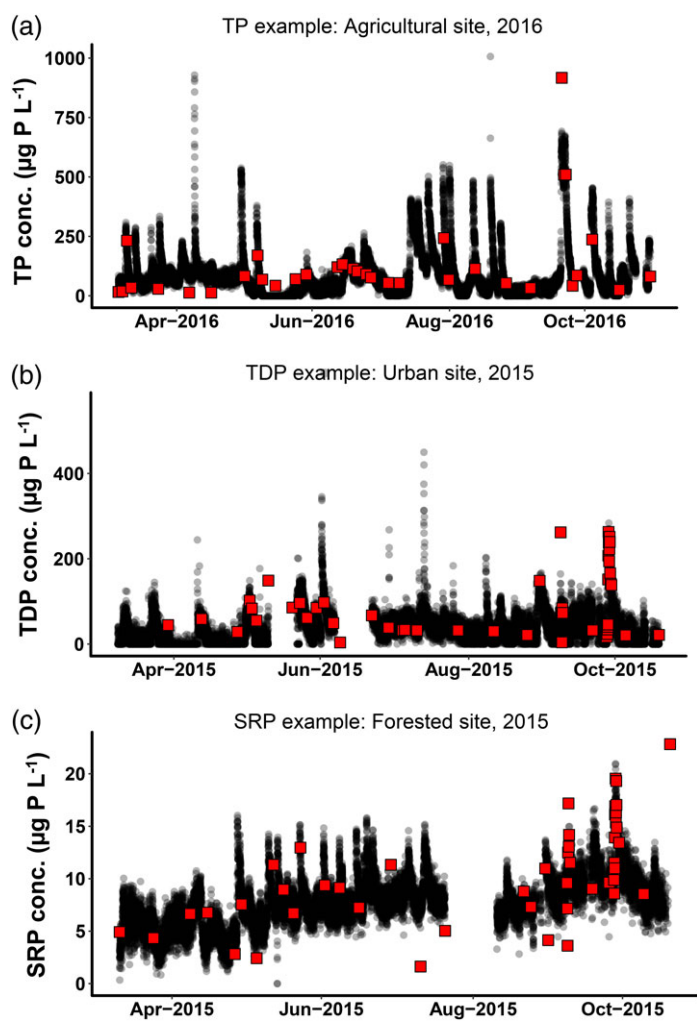 (a)
TP example: Agricultural site, 2016
TP conc. (µg P L⁻¹)
1000
750
500
250
0
Apr−2016 Jun−2016 Aug−2016 Oct−2016
(b)
TDP example: Urban site, 2015
TDP conc. (µg P L⁻¹)
400
200
0
Apr−2015 Jun−2015 Aug−2015 Oct−2015
(c)
SRP example: Forested site, 2015
SRP conc. (µg P L⁻¹)
20
15
10
5
0
Apr−2015 Jun−2015 Aug−2015 Oct−2015